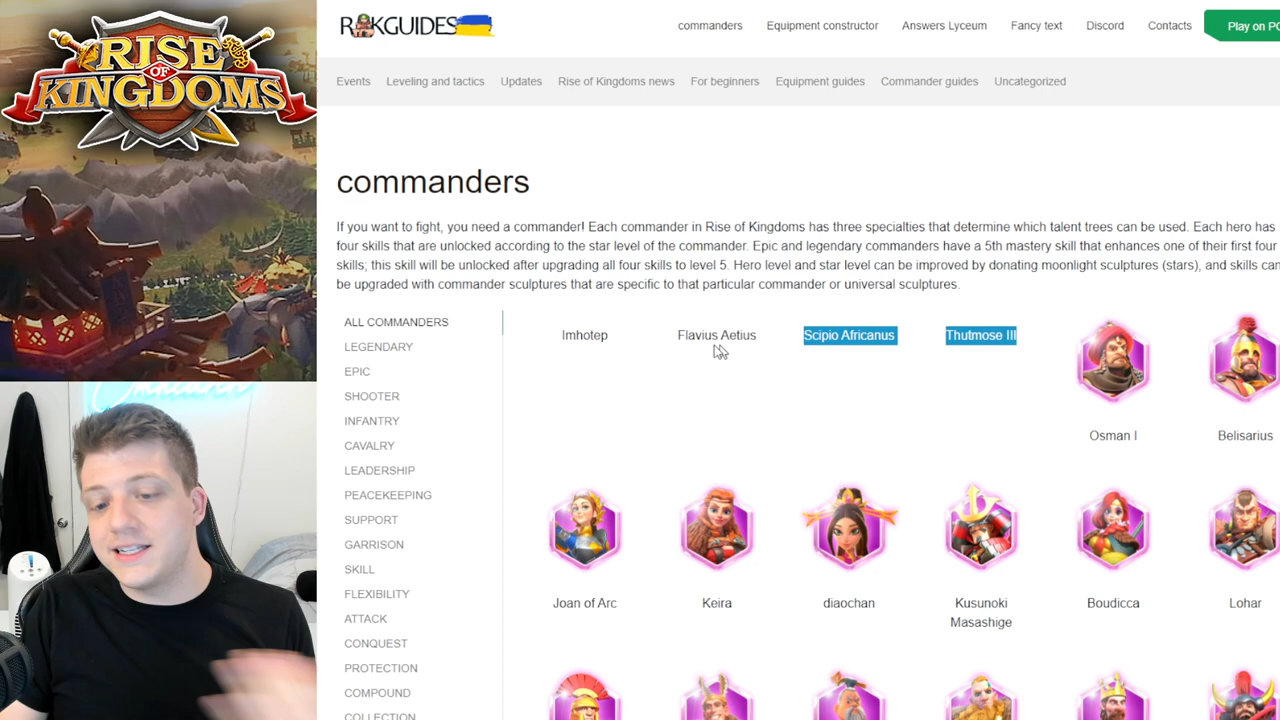 RISE
OF
KINGDOMS
ROKGUIDES
commanders
Equipment constructor
Answers Lyceum
Fancy text
Discord
Contacts
Play on PC
Events
Leveling and tactics
Updates
Rise of Kingdoms news
For beginners
Equipment guides
Commander guides
Uncategorized
commanders
If you want to fight, you need a commander! Each commander in Rise of Kingdoms has three specialties that determine which talent trees can be used. Each hero has
four skills that are unlocked according to the star level of the commander. Epic and legendary commanders have a 5th mastery skill that enhances one of their first four
skills; this skill will be unlocked after upgrading all four skills to level 5. Hero level and star level can be improved by donating moonlight sculptures (stars), and skills can
be upgraded with commander sculptures that are specific to that particular commander or universal sculptures.
ALL COMMANDERS
LEGENDARY
EPIC
SHOOTER
INFANTRY
CAVALRY
LEADERSHIP
PEACEKEEPING
SUPPORT
GARRISON
SKILL
FLEXIBILITY
ATTACK
CONQUEST
PROTECTION
COMPOUND
COLLECTION
Imhotep
Flavius Aetius
Scipio Africanus
Thutmose III
Osman I
Belisarius
Joan of Arc
Keira
diaochan
Kusunoki
Masashige
Boudicca
Lohar